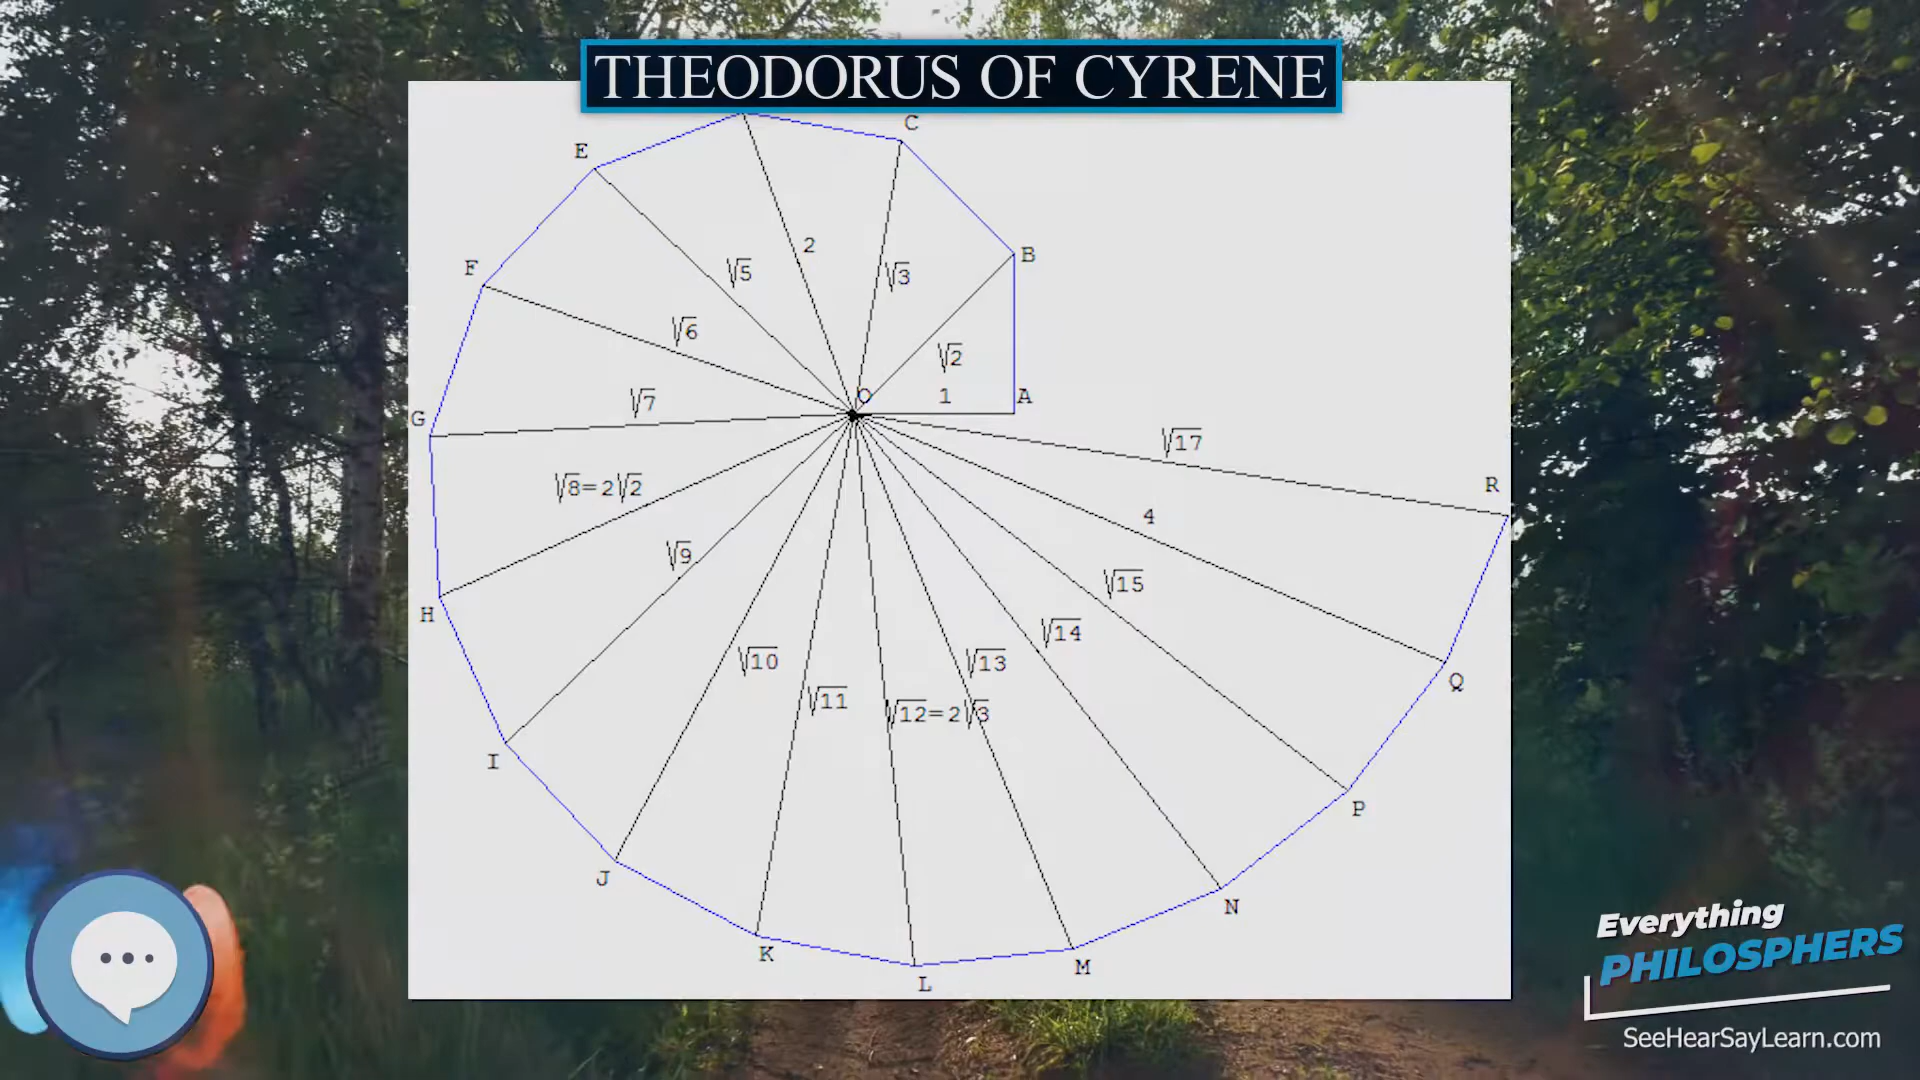 THEODORUS OF CYRENE
C
E
B
2
F
√5
√3
√6
√2
O
1
A
√7
G
√17
√8=2√2
R
4
√9
√15
H
√14
√10
√13
Q
√11
√12=2√3
I
P
J
N
K
M
L
Everything
PHILOSPHERS
SeeHearSayLearn.com